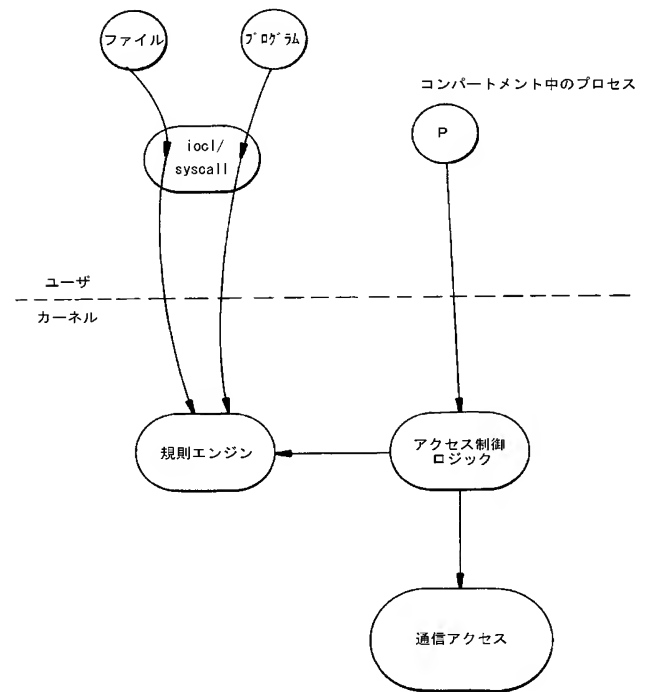 ファイル
プログラム
コンパートメント中のプロセス
P
iocl/
syscall
ユーザ
カーネル
規則エンジン
アクセス制御
ロジック
通信アクセス